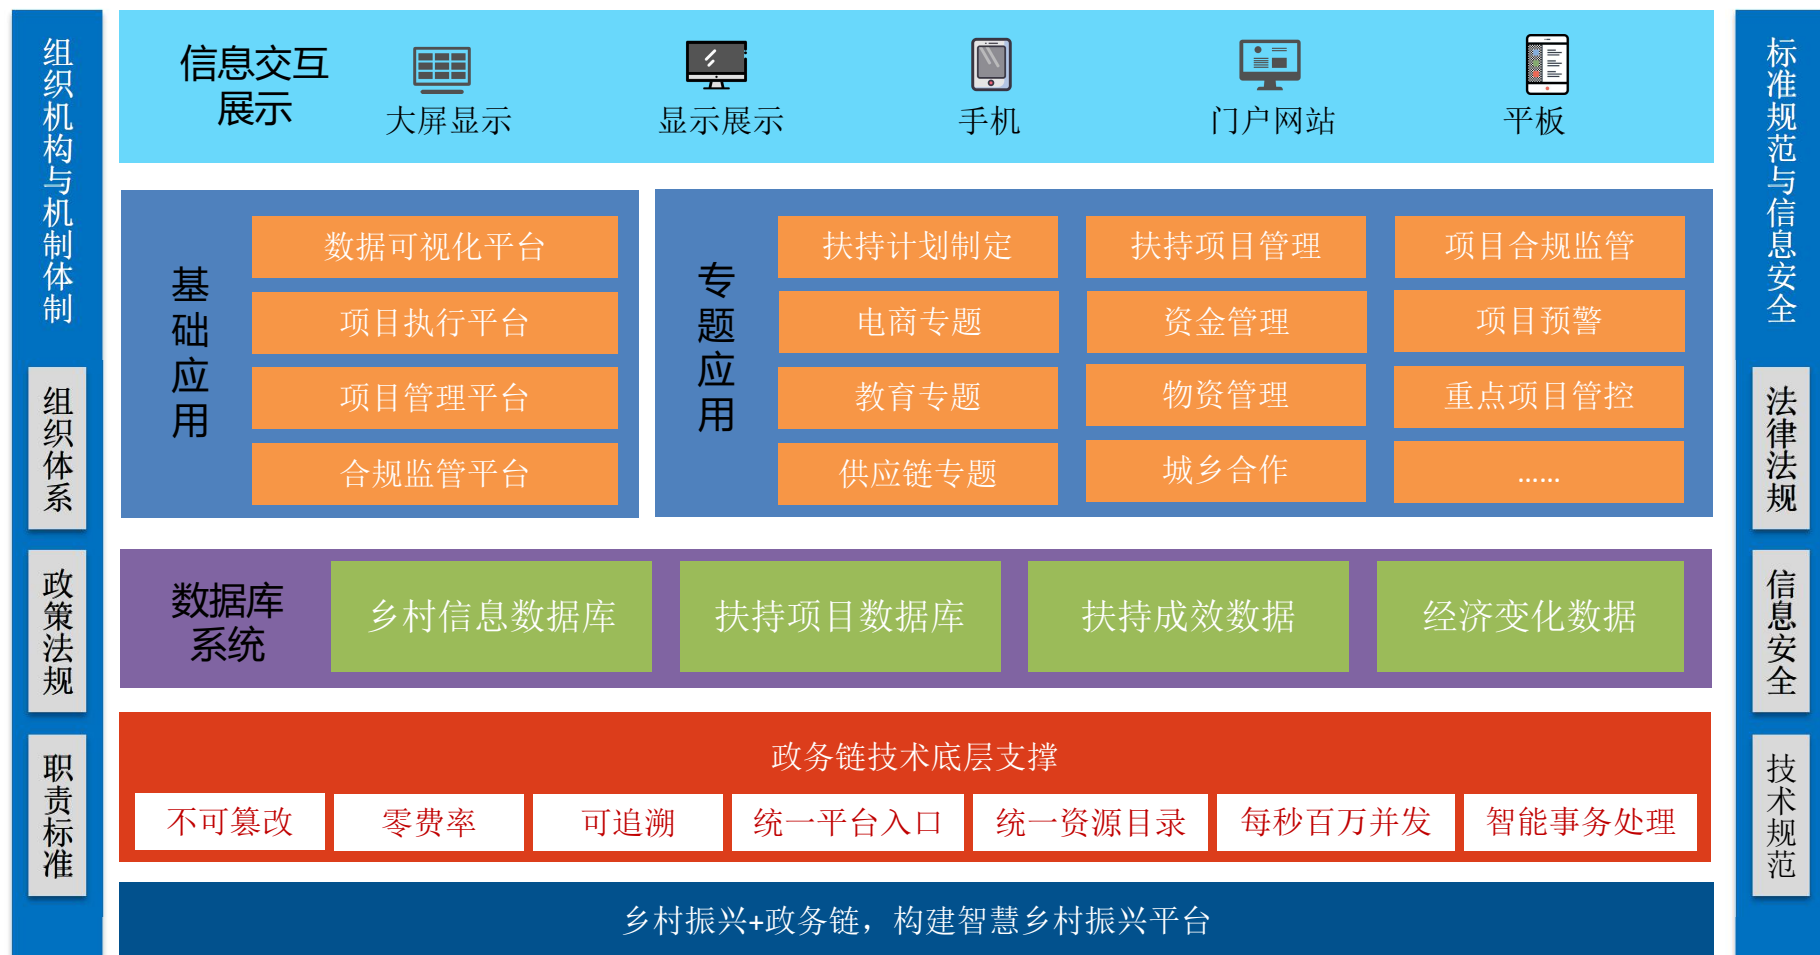 组织机构与机制体制
组织体系
政策法规
职责标准
信息交互
展示
大屏显示
显示展示
手机
门户网站
平板
基础应用
数据可视化平台
项目执行平台
项目管理平台
合规监管平台
专题应用
扶持计划制定
扶持项目管理
项目合规监管
电商专题
资金管理
项目预警
教育专题
物资管理
重点项目管控
供应链专题
城乡合作
......
数据库
系统
乡村信息数据库
扶持项目数据库
扶持成效数据
经济变化数据
政务链技术底层支撑
不可篡改
零费率
可追溯
统一平台入口
统一资源目录
每秒百万并发
智能事务处理
乡村振兴+政务链，构建智慧乡村振兴平台
标准规范与信息安全
法律法规
信息安全
技术规范